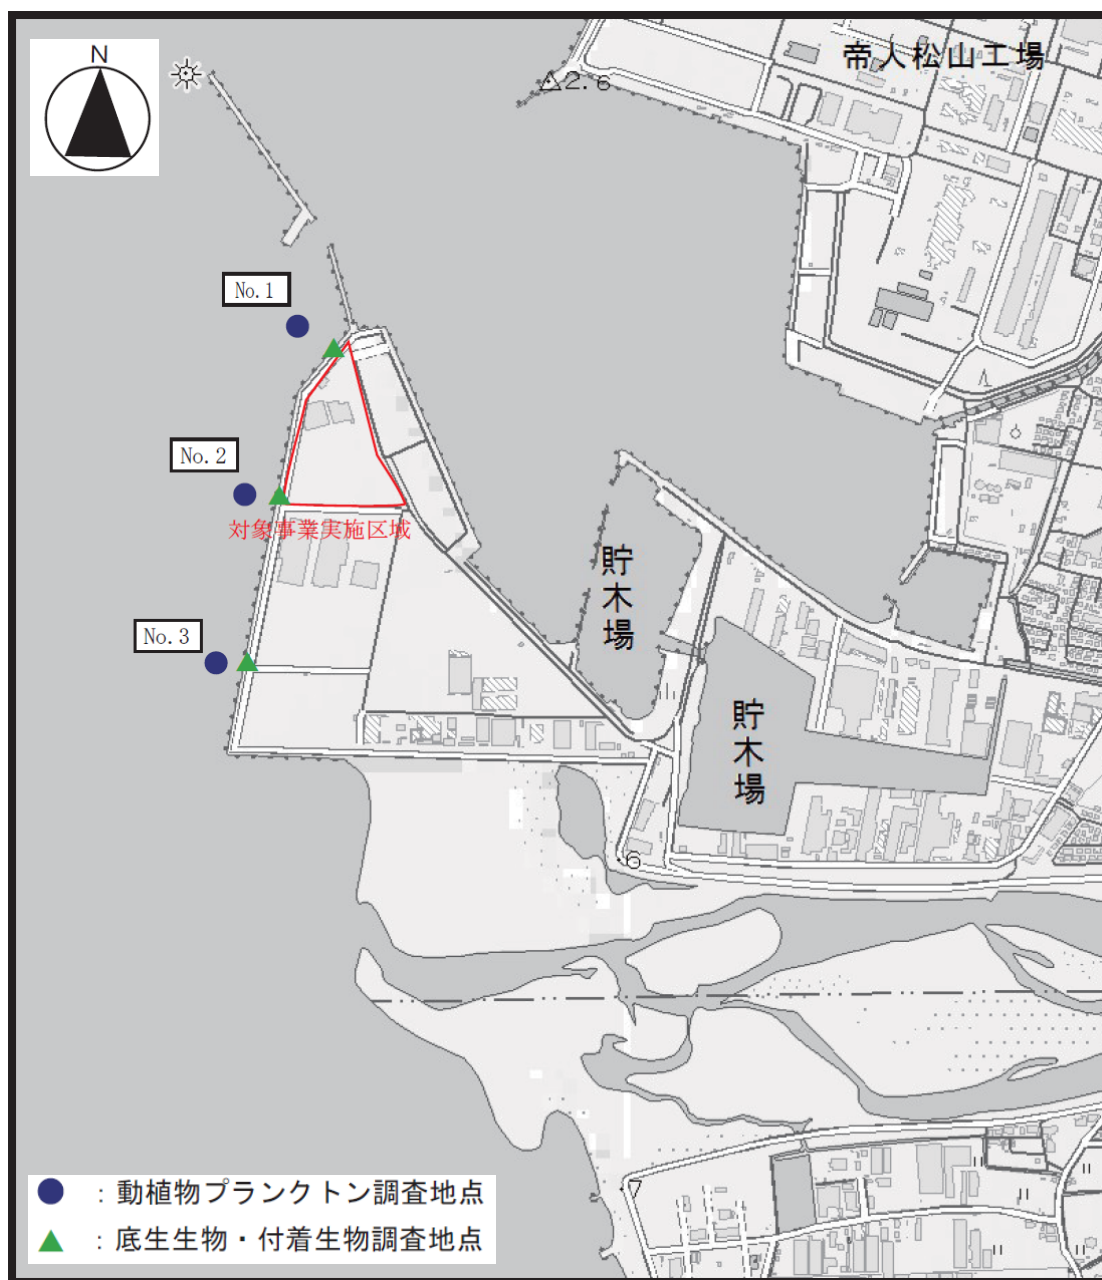 N
帝人松山工場
2.6
No.1
No.2
対象事業実施区域
No.3
貯木場
貯木場
.6
.7
: 動植物プランクトン調査地点
: 底生生物・付着生物調査地点